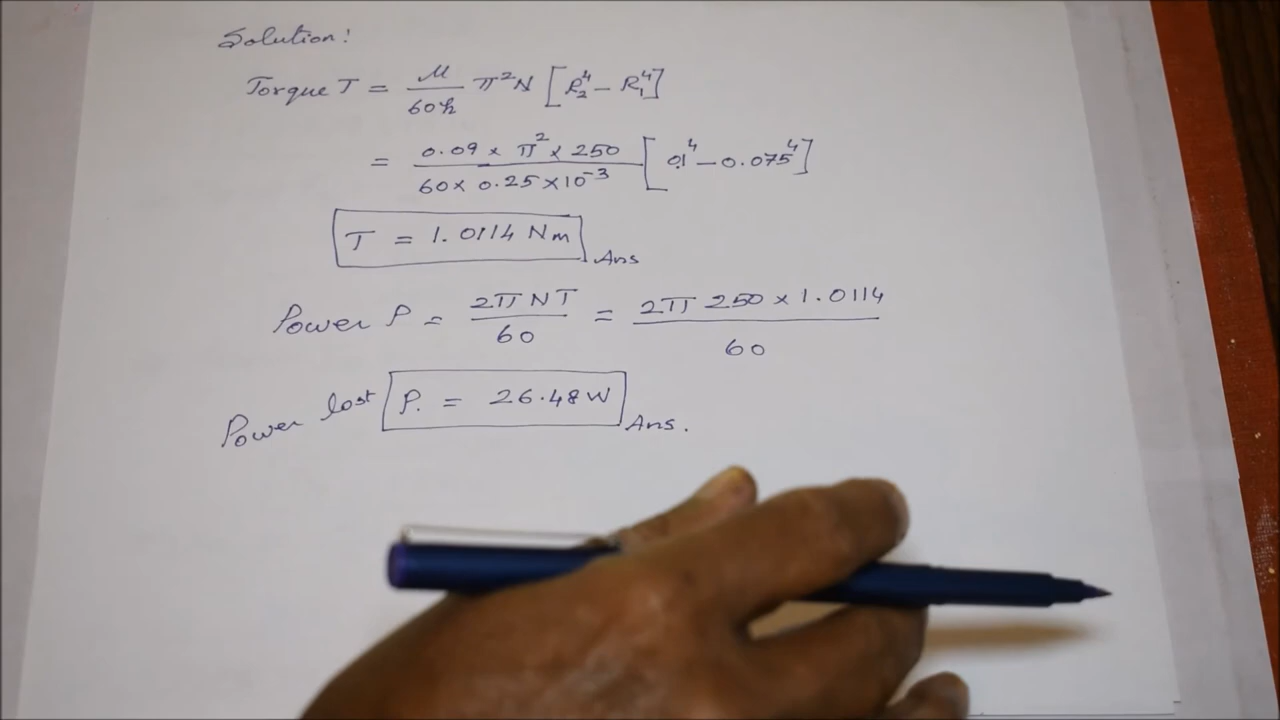 Solution:
Torque T = μ/60h π²N [R₂⁴ - R₁⁴]
= 0.09 × π² × 250 / 60 × 0.25 × 10⁻³ [0.1⁴ - 0.075⁴]
T = 1.0114 Nm Ans
Power P = 2πNT/60 = 2π 250 × 1.0114 / 60
Power lost P. = 26.48W Ans.